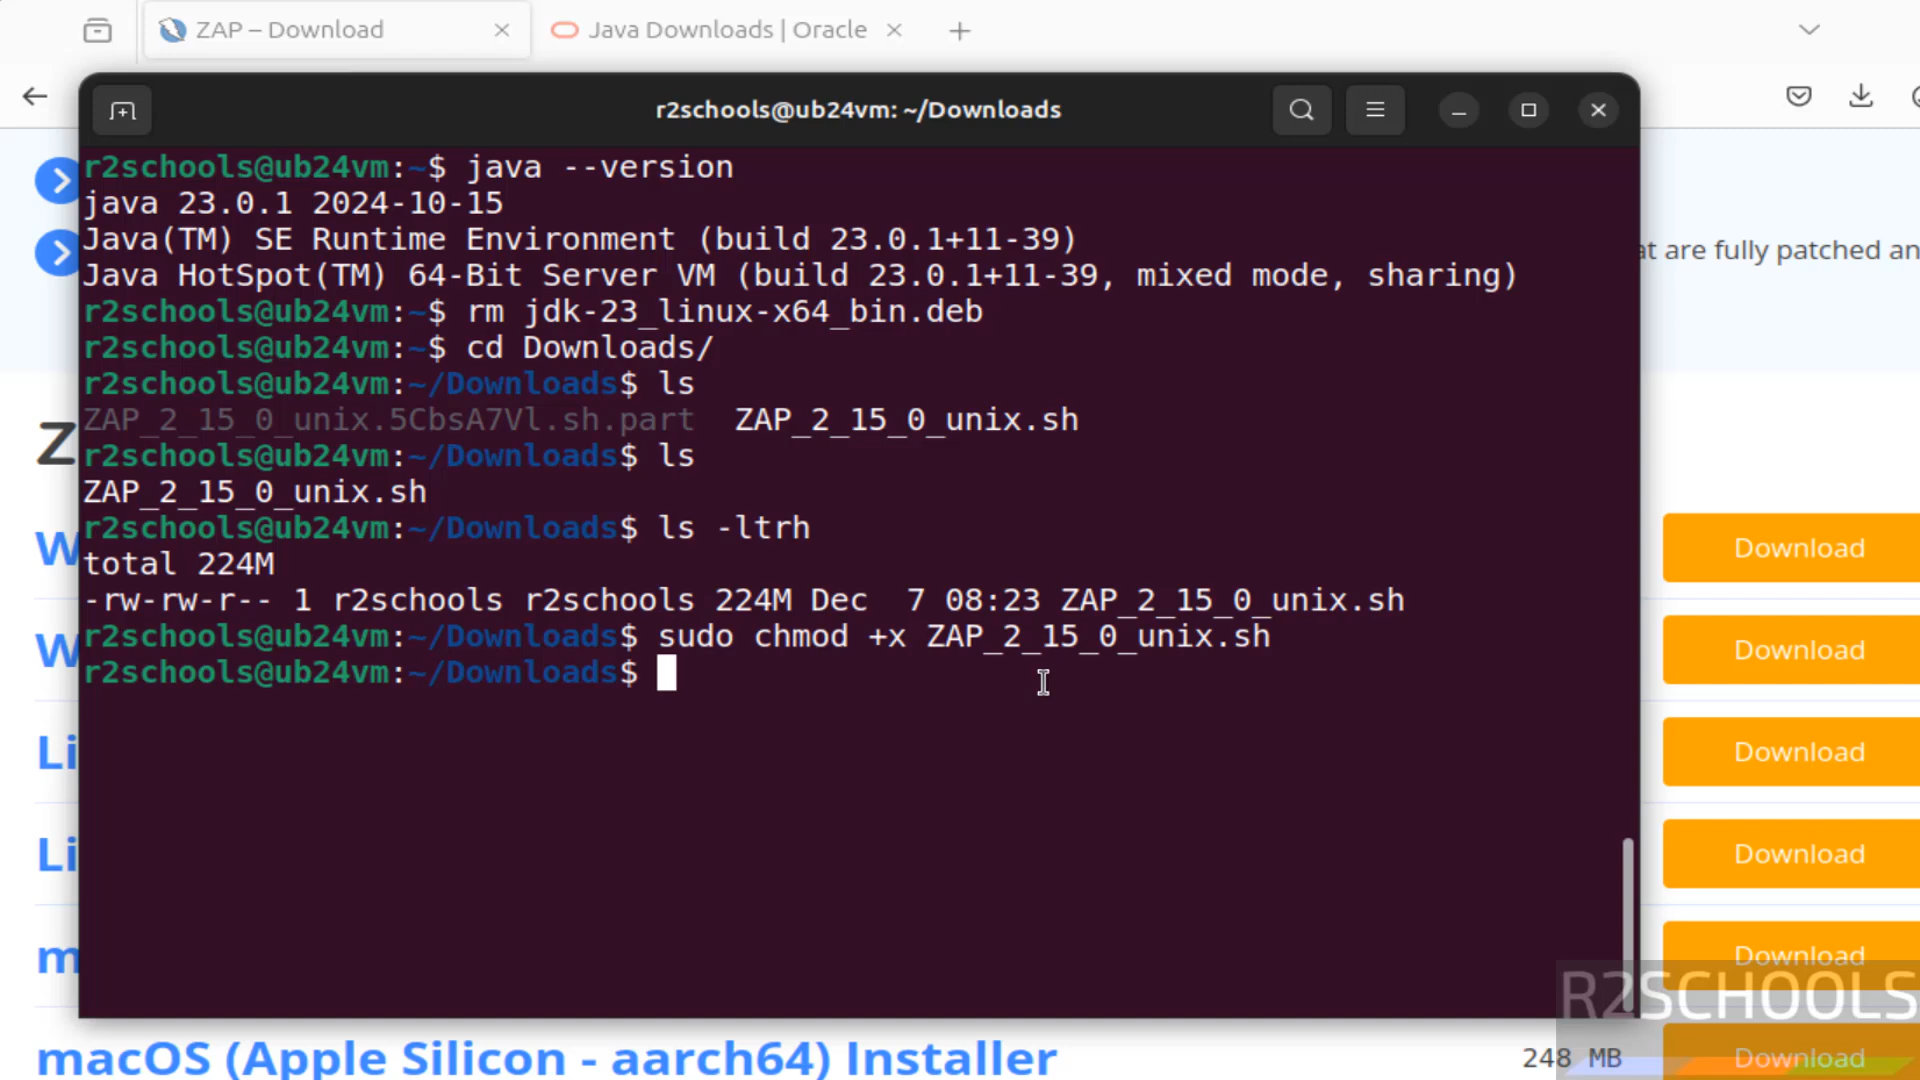 ZAP – Download
Java Downloads | Oracle
r2schools@ub24vm: ~/Downloads
r2schools@ub24vm:~$ java --version
java 23.0.1 2024-10-15
Java(TM) SE Runtime Environment (build 23.0.1+11-39)
Java HotSpot(TM) 64-Bit Server VM (build 23.0.1+11-39, mixed mode, sharing)
at are fully patched an
r2schools@ub24vm:~$ rm jdk-23_linux-x64_bin.deb
r2schools@ub24vm:~$ cd Downloads/
r2schools@ub24vm:~/Downloads$ ls
ZAP_2_15_0_unix.5CbsA7Vl.sh.part  ZAP_2_15_0_unix.sh
r2schools@ub24vm:~/Downloads$ ls
ZAP_2_15_0_unix.sh
r2schools@ub24vm:~/Downloads$ ls -ltrh
total 224M
-rw-rw-r-- 1 r2schools r2schools 224M Dec  7 08:23 ZAP_2_15_0_unix.sh
r2schools@ub24vm:~/Downloads$ sudo chmod +x ZAP_2_15_0_unix.sh
r2schools@ub24vm:~/Downloads$
Z
W
Download
W
Download
Li
Download
Li
Download
m
Download
R2SCHOOLS
macOS (Apple Silicon - aarch64) Installer
248 MB
Download